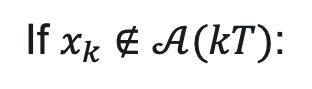 If 𝑥ₖ ∉ 𝒜(𝑘𝑇):